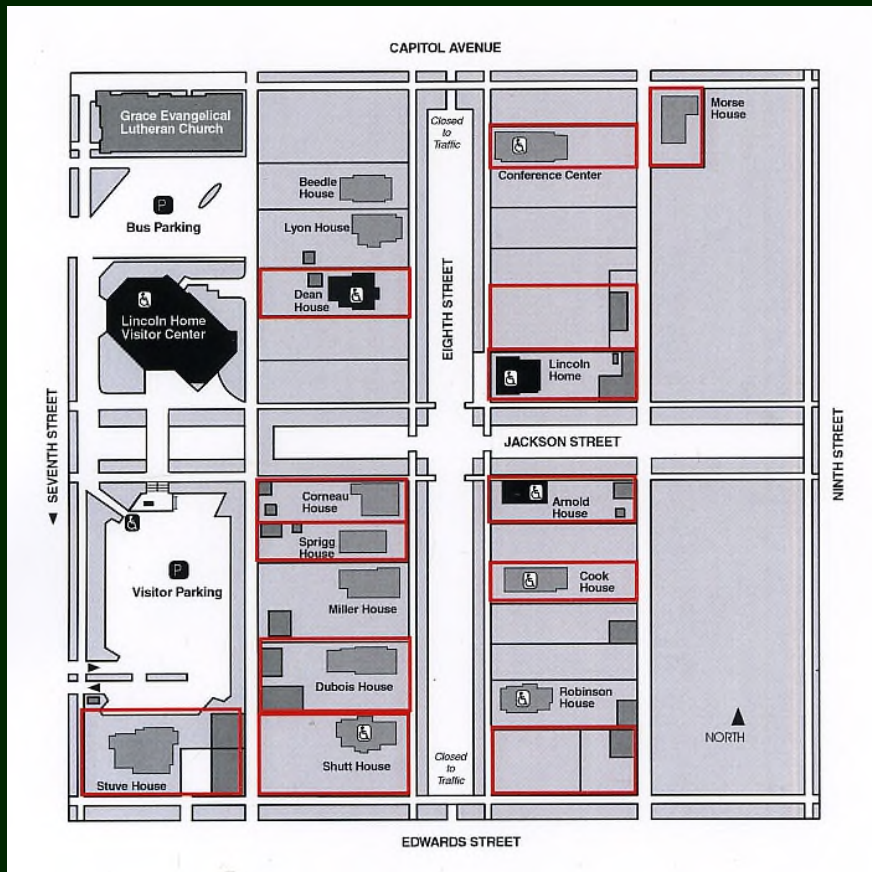 CAPITOL AVENUE
Grace Evangelical
Lutheran Church
Closed
to
Traffic
Morse
House
Conference Center
Beedle
House
P
Bus Parking
Lyon House
Dean
House
Lincoln Home
Visitor Center
EIGHTH STREET
Lincoln
Home
SEVENTH STREET
JACKSON STREET
NINTH STREET
Corneau
House
Arnold
House
Sprigg
House
P
Visitor Parking
Cook
House
Miller House
Dubois House
Robinson
House
NORTH
Stuve House
Shutt House
Closed
to
Traffic
EDWARDS STREET